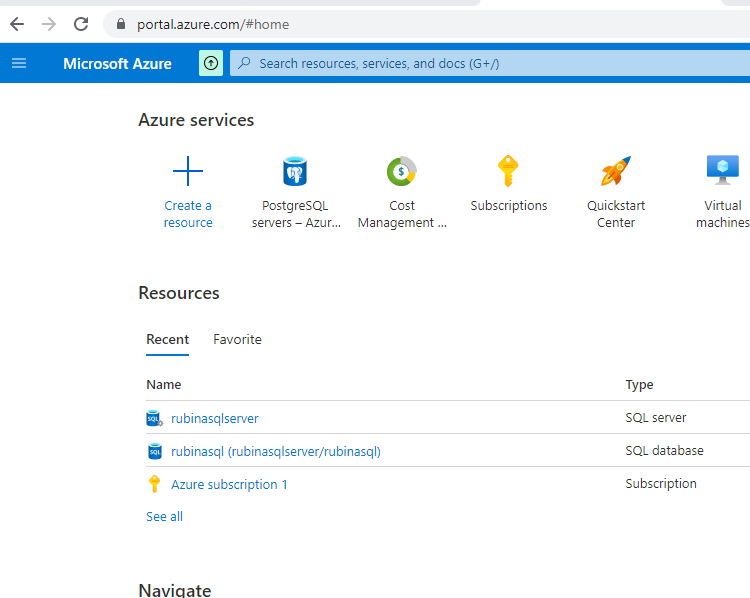 portal.azure.com/#home
Microsoft Azure
Search resources, services, and docs (G+/)
Azure services
Create a
resource
PostgreSQL
servers – Azur...
Cost
Management ...
Subscriptions
Quickstart
Center
Virtual
machines
Resources
Recent Favorite
Name Type
SQL rubinasqlserver SQL server
SQL rubinasql (rubinasqlserver/rubinasql) SQL database
Azure subscription 1 Subscription
See all
Navigate